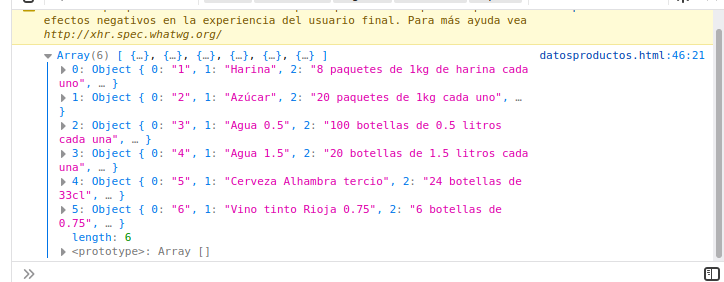 efectos negativos en la experiencia del usuario final. Para más ayuda vea
http://xhr.spec.whatwg.org/
Array(6) [ {…}, {…}, {…}, {…}, {…}, {…} ] datosproductos.html:46:21
0: Object { 0: "1", 1: "Harina", 2: "8 paquetes de 1kg de harina cada
uno", … }
1: Object { 0: "2", 1: "Azúcar", 2: "20 paquetes de 1kg cada uno", …
}
2: Object { 0: "3", 1: "Agua 0.5", 2: "100 botellas de 0.5 litros
cada una", … }
3: Object { 0: "4", 1: "Agua 1.5", 2: "20 botellas de 1.5 litros cada
una", … }
4: Object { 0: "5", 1: "Cerveza Alhambra tercio", 2: "24 botellas de
33cl", … }
5: Object { 0: "6", 1: "Vino tinto Rioja 0.75", 2: "6 botellas de
0.75", … }
length: 6
<prototype>: Array []